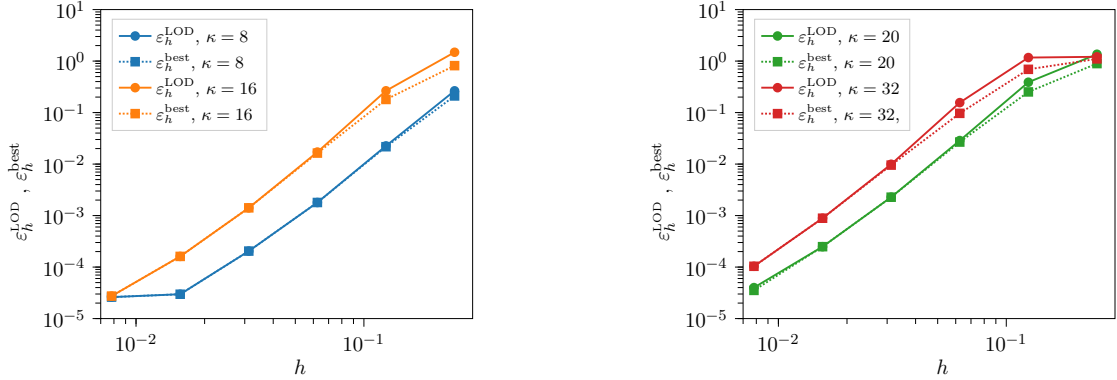 10^1
10^0
10^{-1}
10^{-2}
10^{-3}
10^{-4}
10^{-5}
ε_h^{LOD} , ε_h^{best}
ε_h^{LOD}, κ = 8
ε_h^{best}, κ = 8
ε_h^{LOD}, κ = 16
ε_h^{best}, κ = 16
10^{-2}
10^{-1}
h
10^1
10^0
10^{-1}
10^{-2}
10^{-3}
10^{-4}
10^{-5}
ε_h^{LOD} , ε_h^{best}
ε_h^{LOD}, κ = 20
ε_h^{best}, κ = 20
ε_h^{LOD}, κ = 32
ε_h^{best}, κ = 32,
10^{-2}
10^{-1}
h